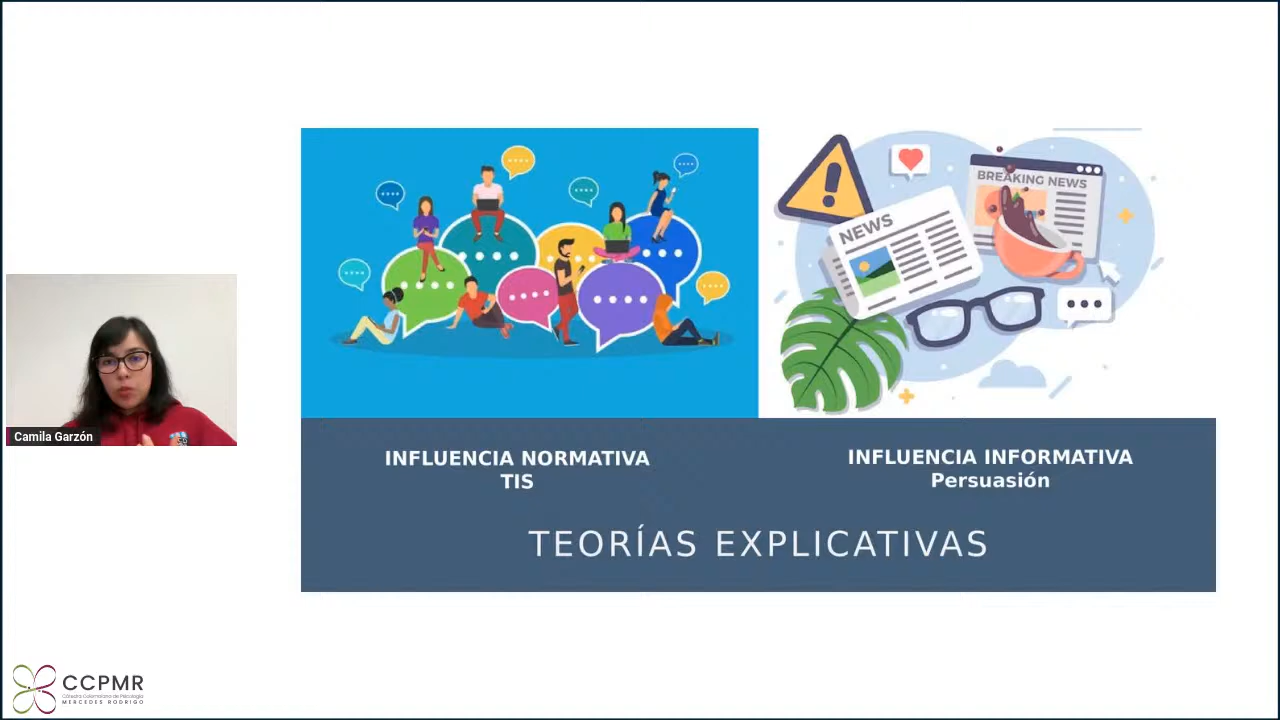 BREAKING NEWS
NEWS
Camila Garzón
INFLUENCIA NORMATIVA
TIS
INFLUENCIA INFORMATIVA
Persuasión
TEORÍAS EXPLICATIVAS
CCPMR
Cátedra Colombiana de Psicología
MERCEDES RODRIGO